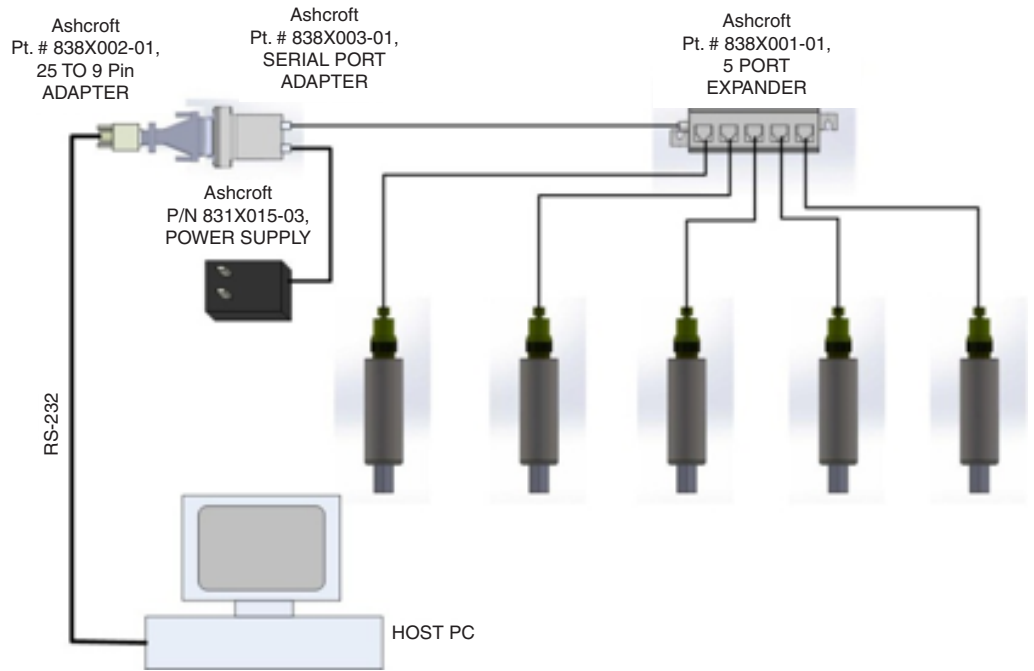 Ashcroft
Pt. # 838X002-01,
25 TO 9 Pin
ADAPTER
Ashcroft
Pt. # 838X003-01,
SERIAL PORT
ADAPTER
Ashcroft
Pt. # 838X001-01,
5 PORT
EXPANDER
Ashcroft
P/N 831X015-03,
POWER SUPPLY
RS-232
HOST PC